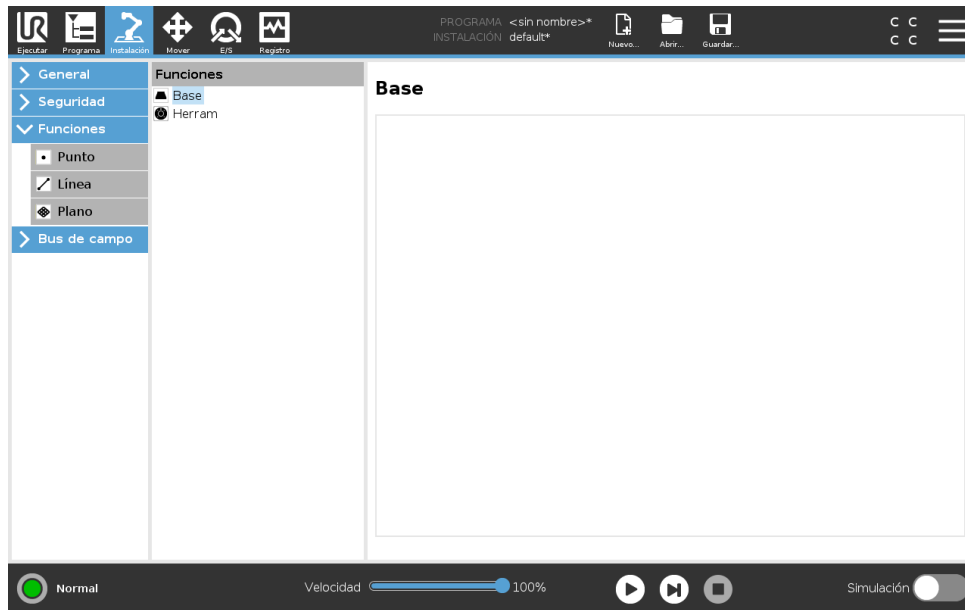 PROGRAMA <sin nombre>*
INSTALACIÓN default*
C C
C C
Ejecutar Programa Instalación Mover E/S Registro Nuevo... Abrir... Guardar...
General
Seguridad
Funciones
Punto
Línea
Plano
Bus de campo
Funciones
Base
Herram
Base
Normal Velocidad 100% Simulación